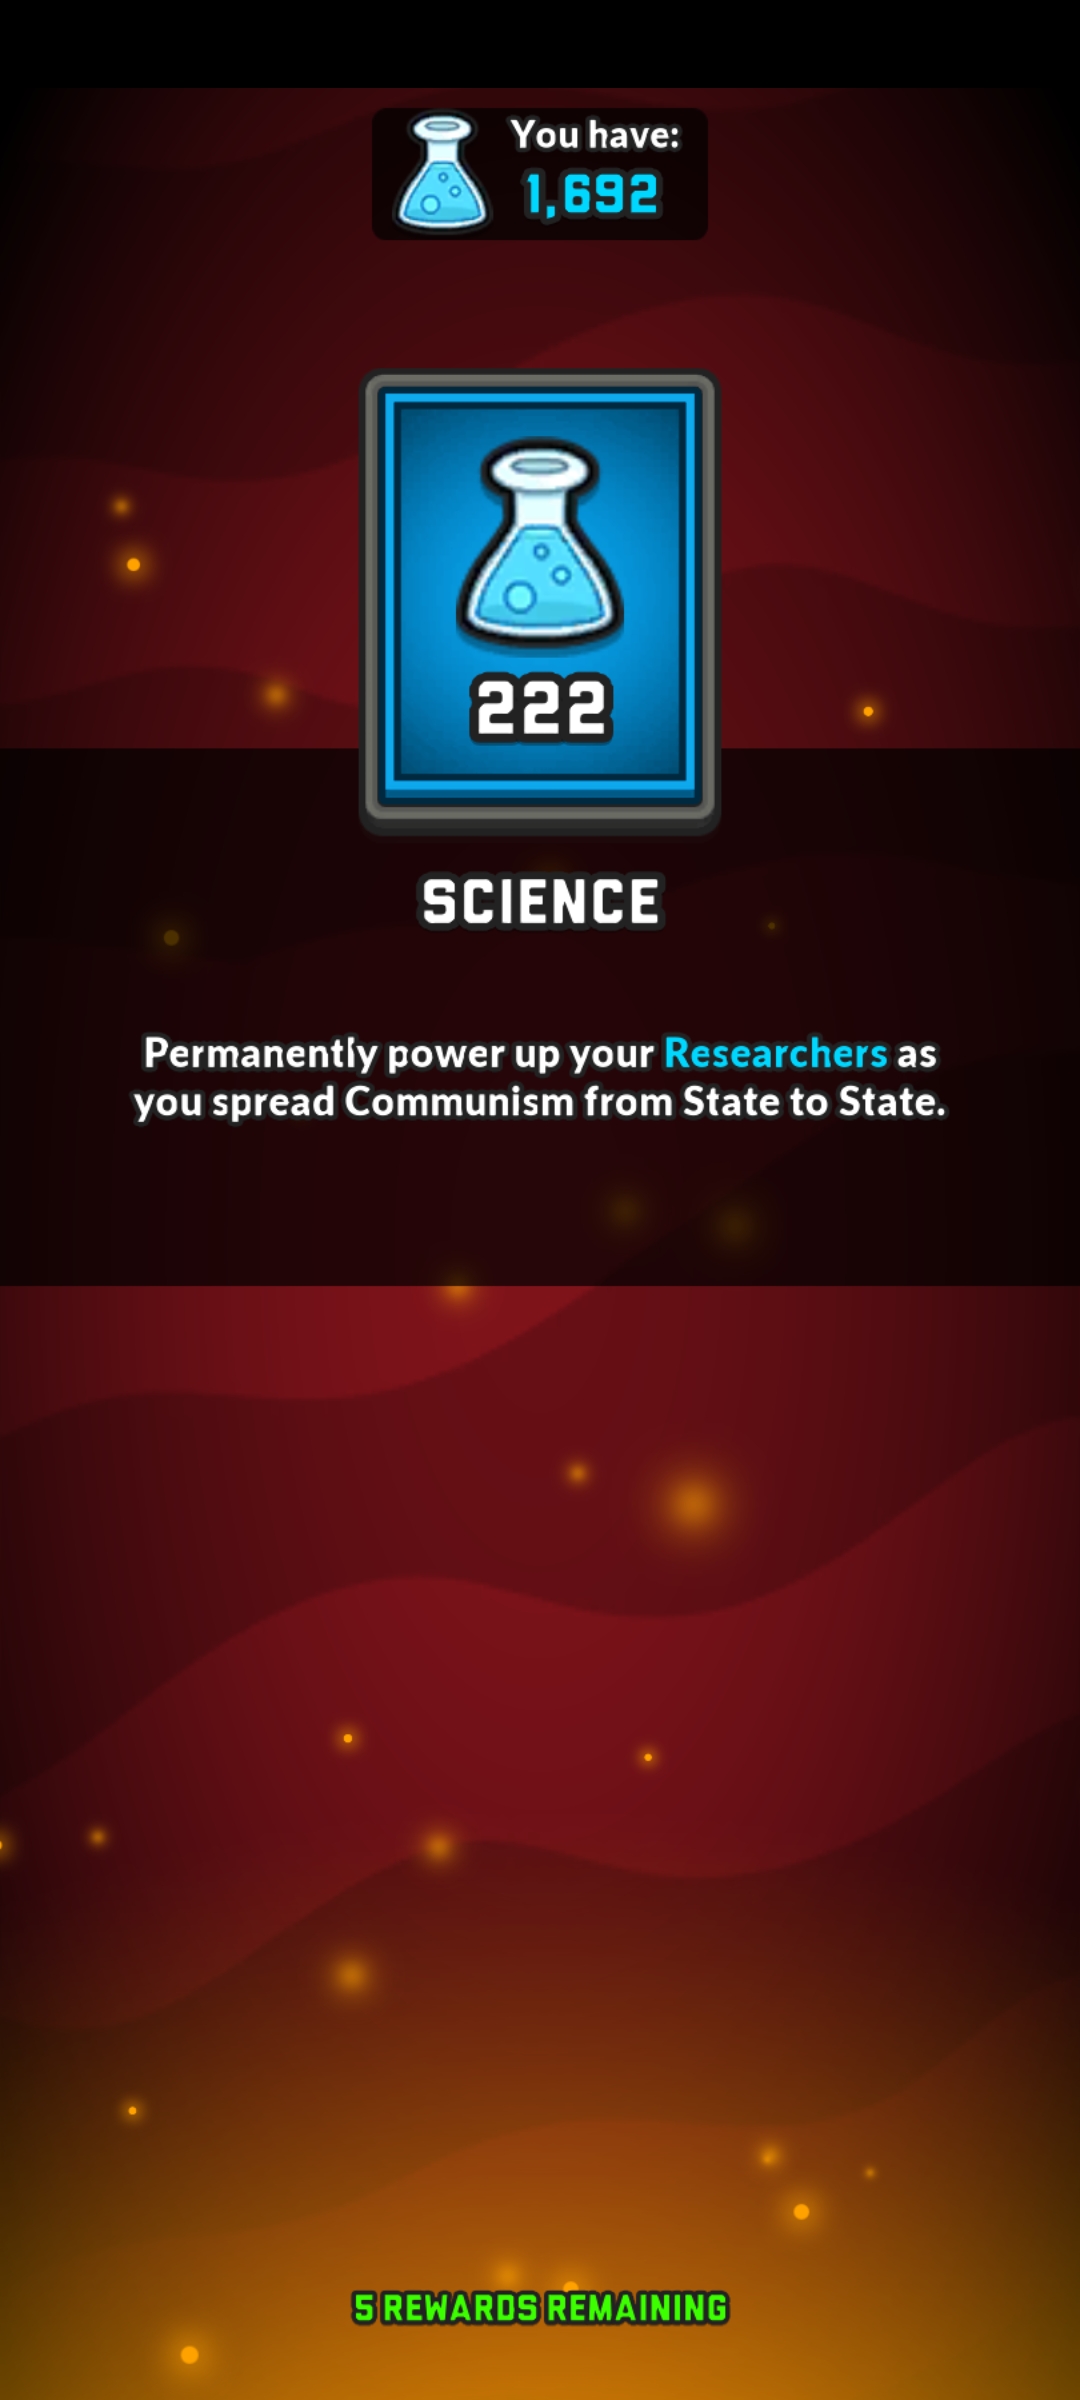 You have:
1,692
222
SCIENCE
Permanently power up your Researchers as
you spread Communism from State to State.
5 REWARDS REMAINING